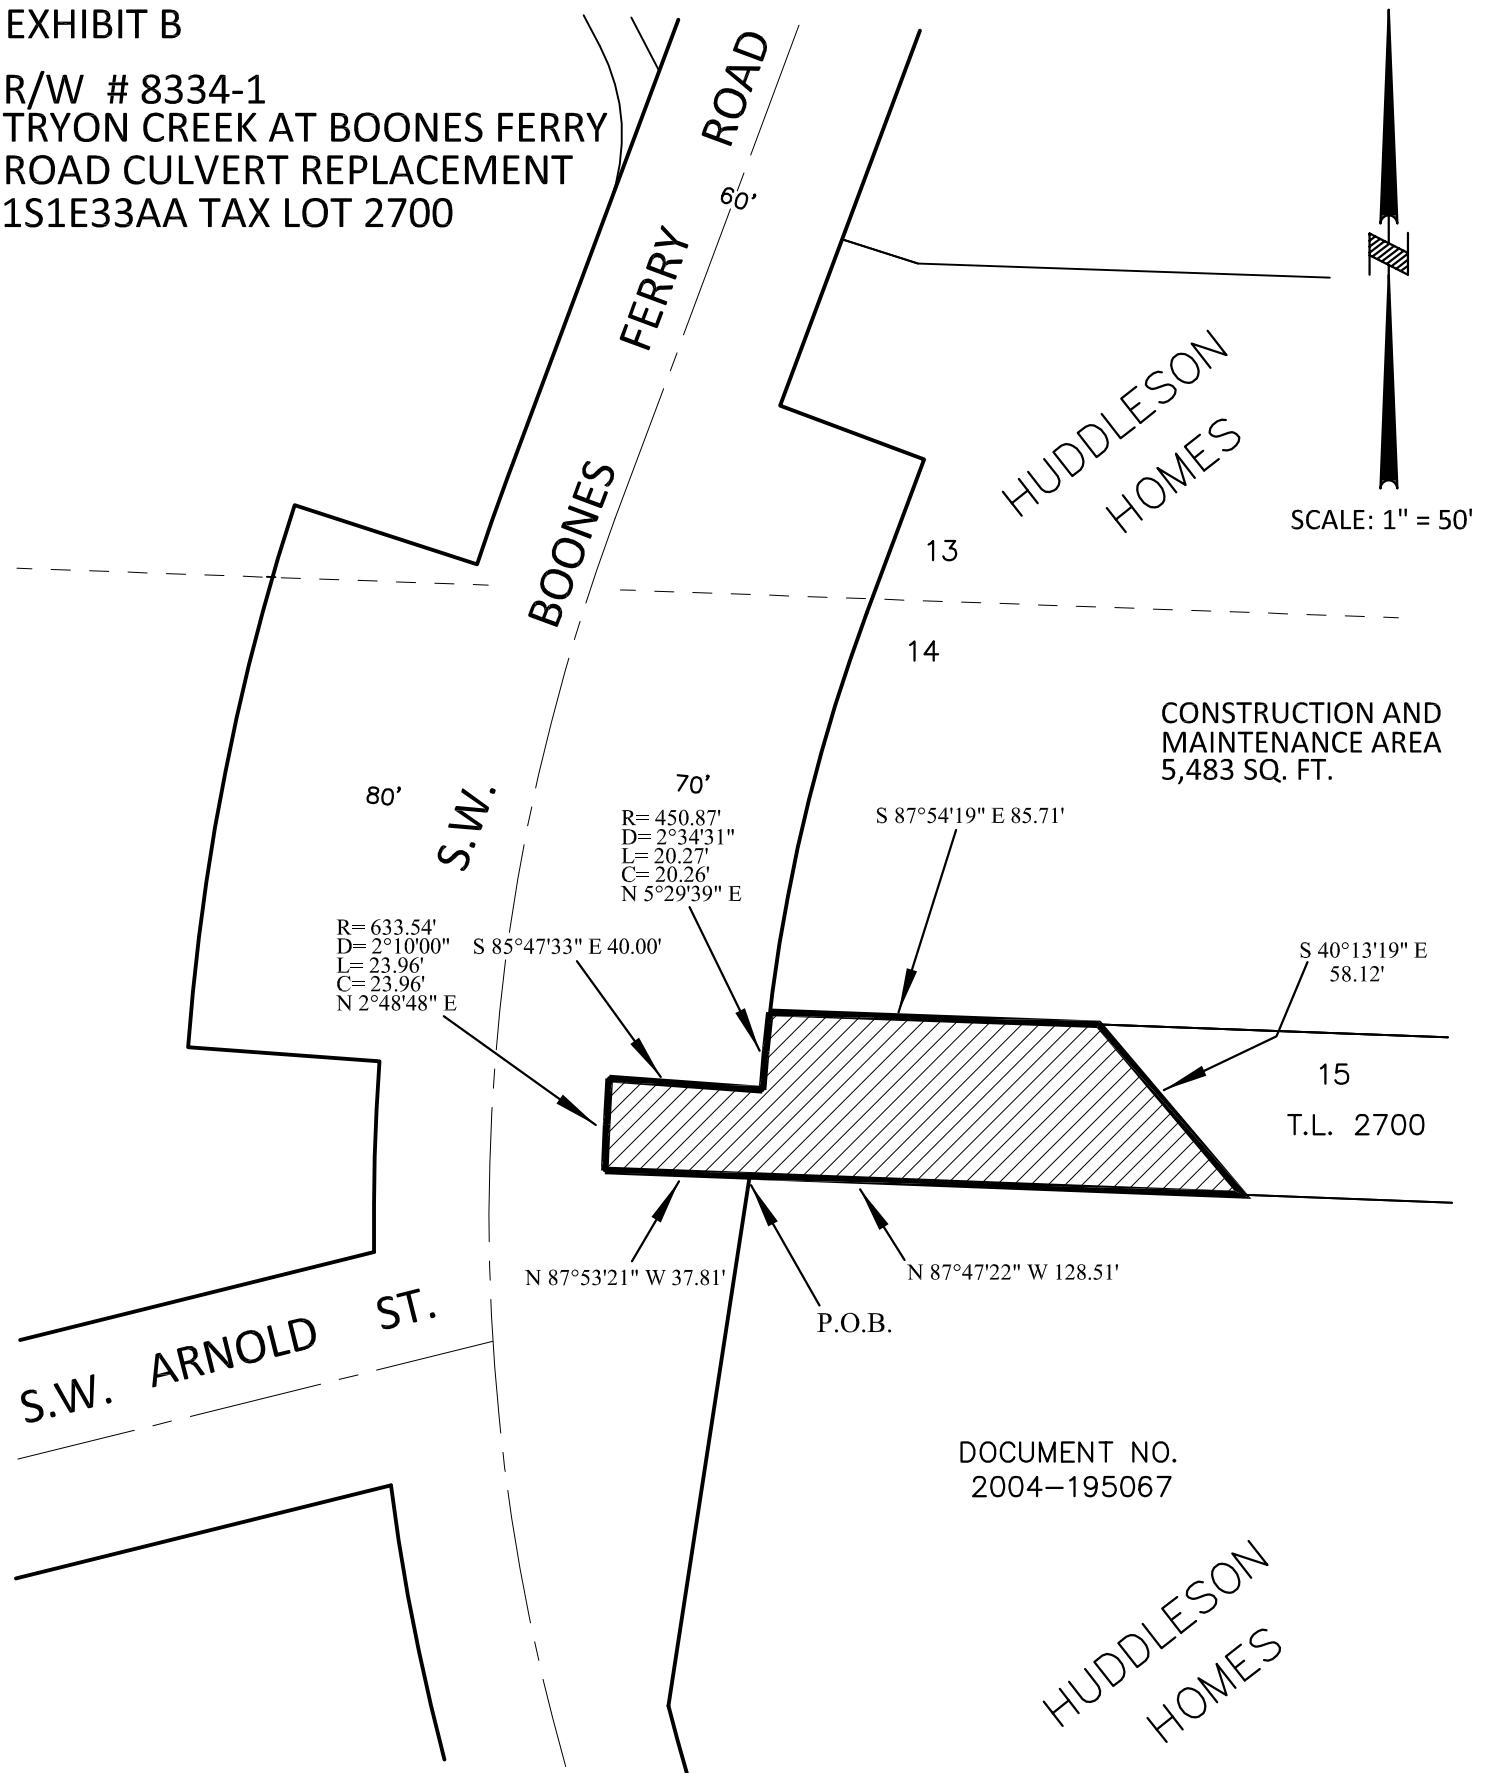 EXHIBIT B
R/W # 8334-1
TRYON CREEK AT BOONES FERRY
ROAD CULVERT REPLACEMENT
1S1E33AA TAX LOT 2700
S.W. BOONES FERRY ROAD
60'
HUDDLESON
HOMES
SCALE: 1" = 50'
13
14
CONSTRUCTION AND
MAINTENANCE AREA
5,483 SQ. FT.
80'
70'
R= 450.87'
D= 2°34'31"
L= 20.27'
C= 20.26'
N 5°29'39" E
S 87°54'19" E 85.71'
R= 633.54'
D= 2°10'00"
L= 23.96'
C= 23.96'
N 2°48'48" E
S 85°47'33" E 40.00'
S 40°13'19" E
58.12'
15
T.L. 2700
N 87°53'21" W 37.81'
N 87°47'22" W 128.51'
P.O.B.
S.W. ARNOLD ST.
DOCUMENT NO.
2004-195067
HUDDLESON
HOMES